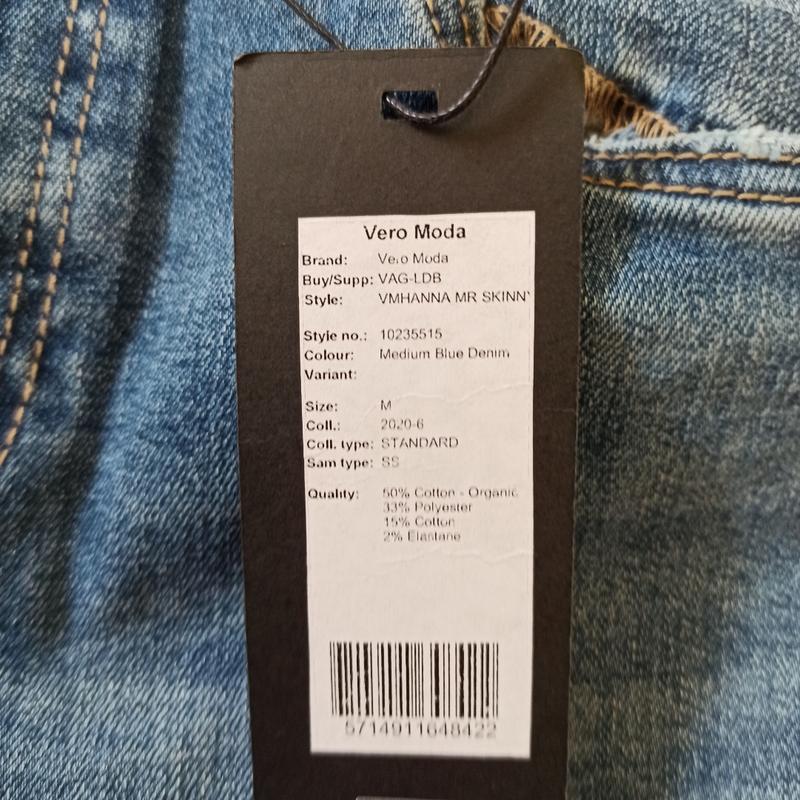 Vero Moda
Brand: Vero Moda
Buy/Supp: VAG-LDB
Style: VMHANNA MR SKINNY
Style no.: 10235515
Colour: Medium Blue Denim
Variant:
Size: M
Coll.: 2020-6
Coll. type: STANDARD
Sam type: SS
Quality: 50% Cotton - Organic
33% Polyester
15% Cotton
2% Elastane
5714911648422